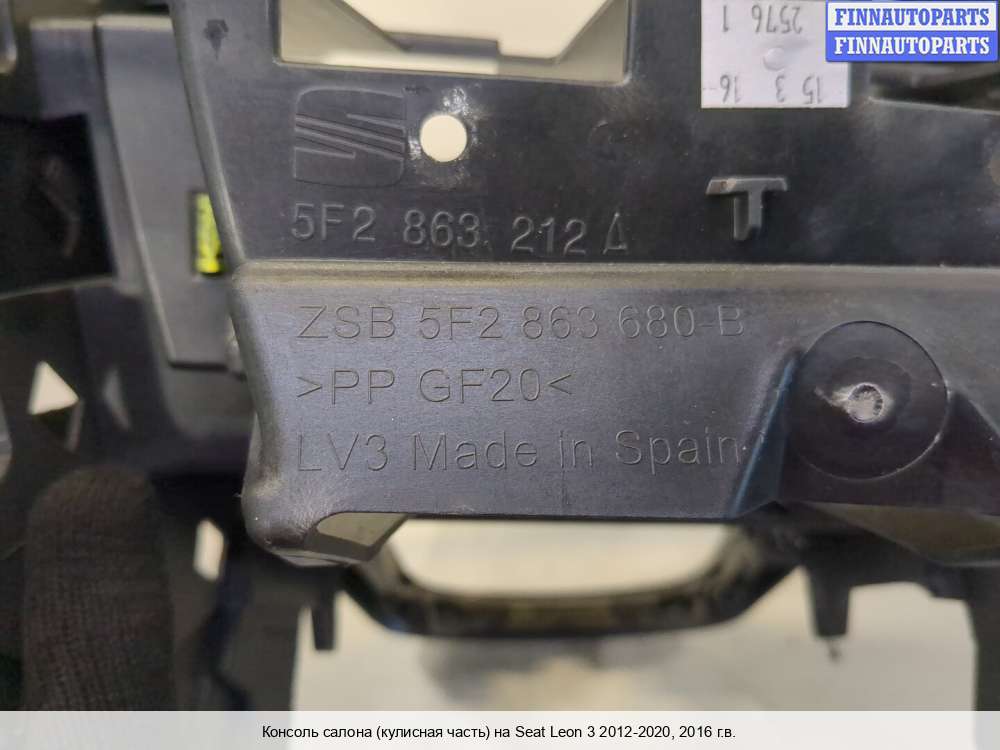 FINNAUTOPARTS
FINNAUTOPARTS
2576 1
15 3 16
5F2 863 212 A
T
ZSB 5F2 863 680-B
>PP GF20<
LV3 Made in Spain
Консоль салона (кулисная часть) на Seat Leon 3 2012-2020, 2016 г.в.